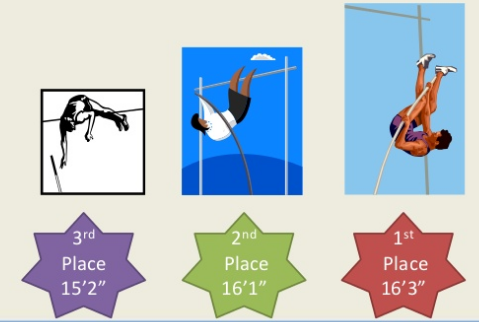 3rd
Place
15’2”
2nd
Place
16’1”
1st
Place
16’3”